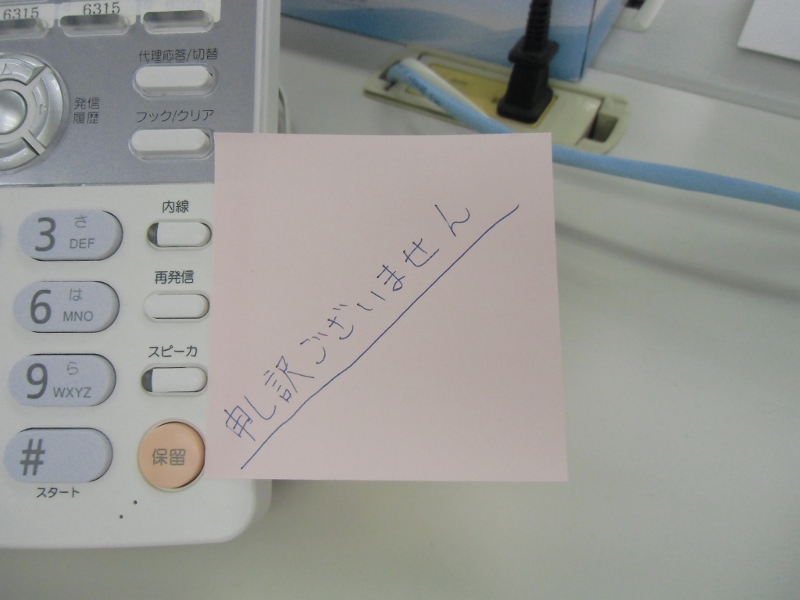 6315
6315
代理応答/切替
発信
履歴
フック/クリア
内線
3
さ
DEF
再発信
6
は
MNO
スピーカ
9
ら
WXYZ
#
スタート
保留
申し訳ございません